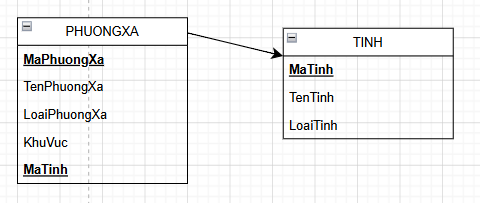 PHUONGXA
MaPhuongXa
TenPhuongXa
LoaiPhuongXa
KhuVuc
MaTinh
TINH
MaTinh
TenTinh
LoaiTinh